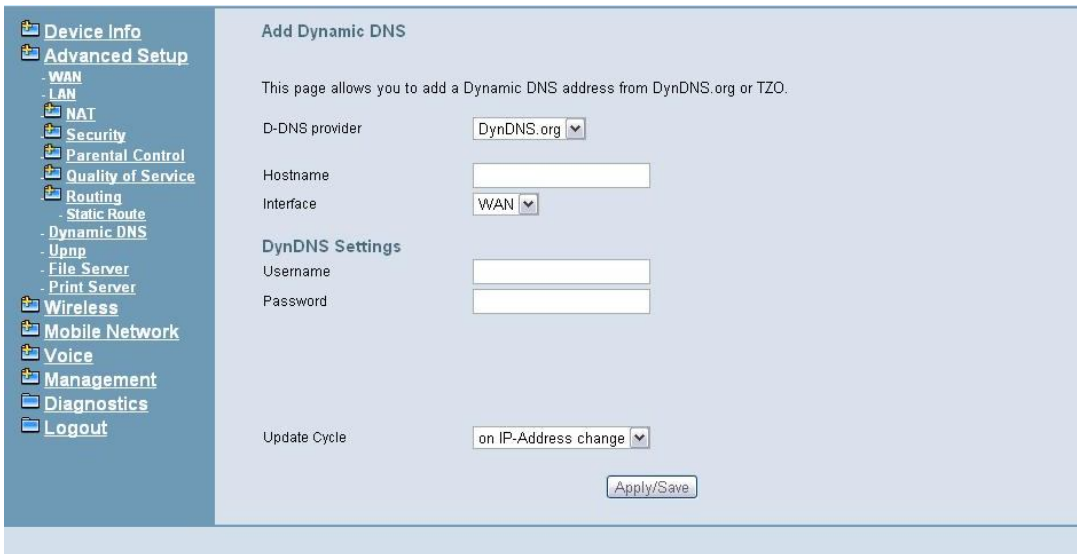 Device Info
Advanced Setup
- WAN
- LAN
NAT
Security
Parental Control
Quality of Service
Routing
- Static Route
- Dynamic DNS
- Upnp
- File Server
- Print Server
Wireless
Mobile Network
Voice
Management
Diagnostics
Logout
Add Dynamic DNS
This page allows you to add a Dynamic DNS address from DynDNS.org or TZO.
D-DNS provider DynDNS.org
Hostname
Interface WAN
DynDNS Settings
Username
Password
Update Cycle on IP-Address change
Apply/Save